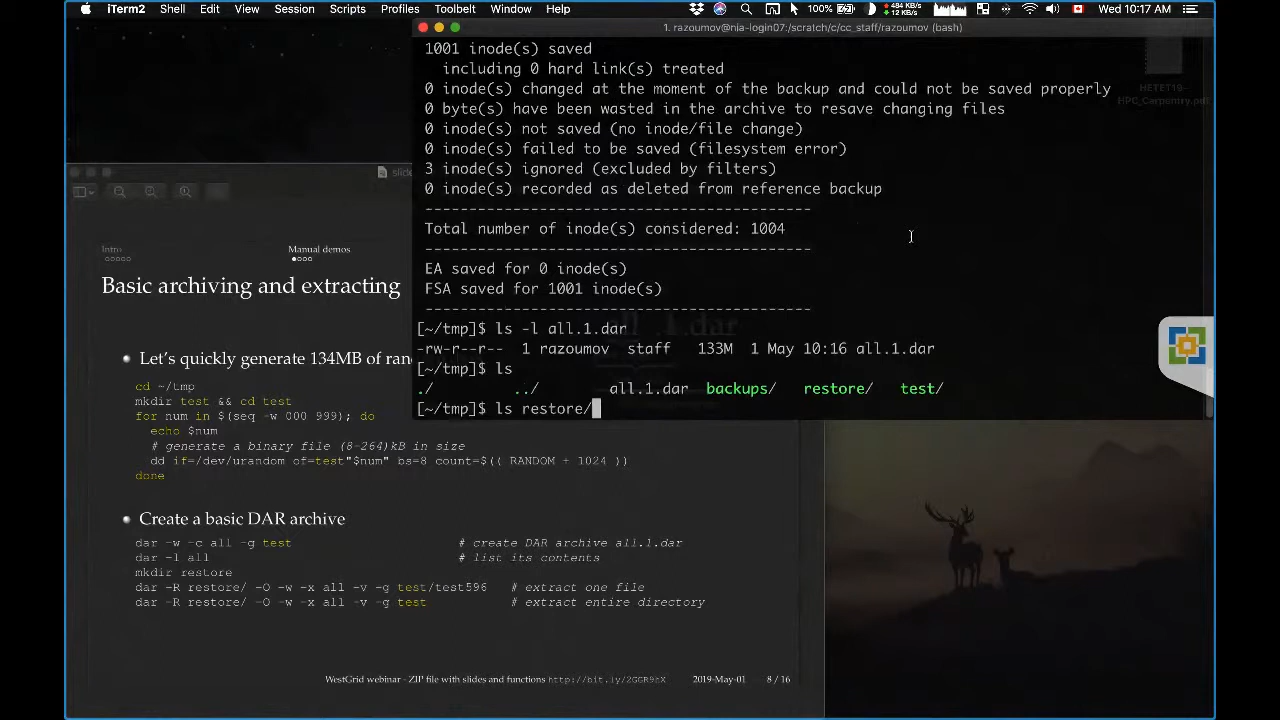 iTerm2 Shell Edit View Session Scripts Profiles Toolbelt Window Help 484 KB/s 12 KB/s 100% Wed 10:17 AM
1. razoumov@nia-login07:/scratch/c/cc_staff/razoumov (bash)
1001 inode(s) saved
including 0 hard link(s) treated
0 inode(s) changed at the moment of the backup and could not be saved properly
0 byte(s) have been wasted in the archive to resave changing files
0 inode(s) not saved (no inode/file change)
0 inode(s) failed to be saved (filesystem error)
3 inode(s) ignored (excluded by filters)
0 inode(s) recorded as deleted from reference backup
--------------------------------------------
Total number of inode(s) considered: 1004
--------------------------------------------
EA saved for 0 inode(s)
FSA saved for 1001 inode(s)
--------------------------------------------
[~/tmp]$ ls -l all.1.dar
-rw-r--r-- 1 razoumov staff 133M 1 May 10:16 all.1.dar
[~/tmp]$ ls
./ ../ all.1.dar backups/ restore/ test/
[~/tmp]$ ls restore/
HETET19-
HPC_Carpentry.pdf
slide
Intro
Manual demos
Basic archiving and extracting
Let's quickly generate 134MB of ran
cd ~/tmp
mkdir test && cd test
for num in $(seq -w 000 999); do
echo $num
# generate a binary file (8-264)kB in size
dd if=/dev/urandom of=test"$num" bs=8 count=$(( RANDOM + 1024 ))
done
Create a basic DAR archive
dar -w -c all -g test # create DAR archive all.1.dar
dar -l all # list its contents
mkdir restore
dar -R restore/ -O -w -x all -v -g test/test596 # extract one file
dar -R restore/ -O -w -x all -v -g test # extract entire directory
WestGrid webinar - ZIP file with slides and functions http://bit.ly/2GGR9hX 2019-May-01 8 / 16